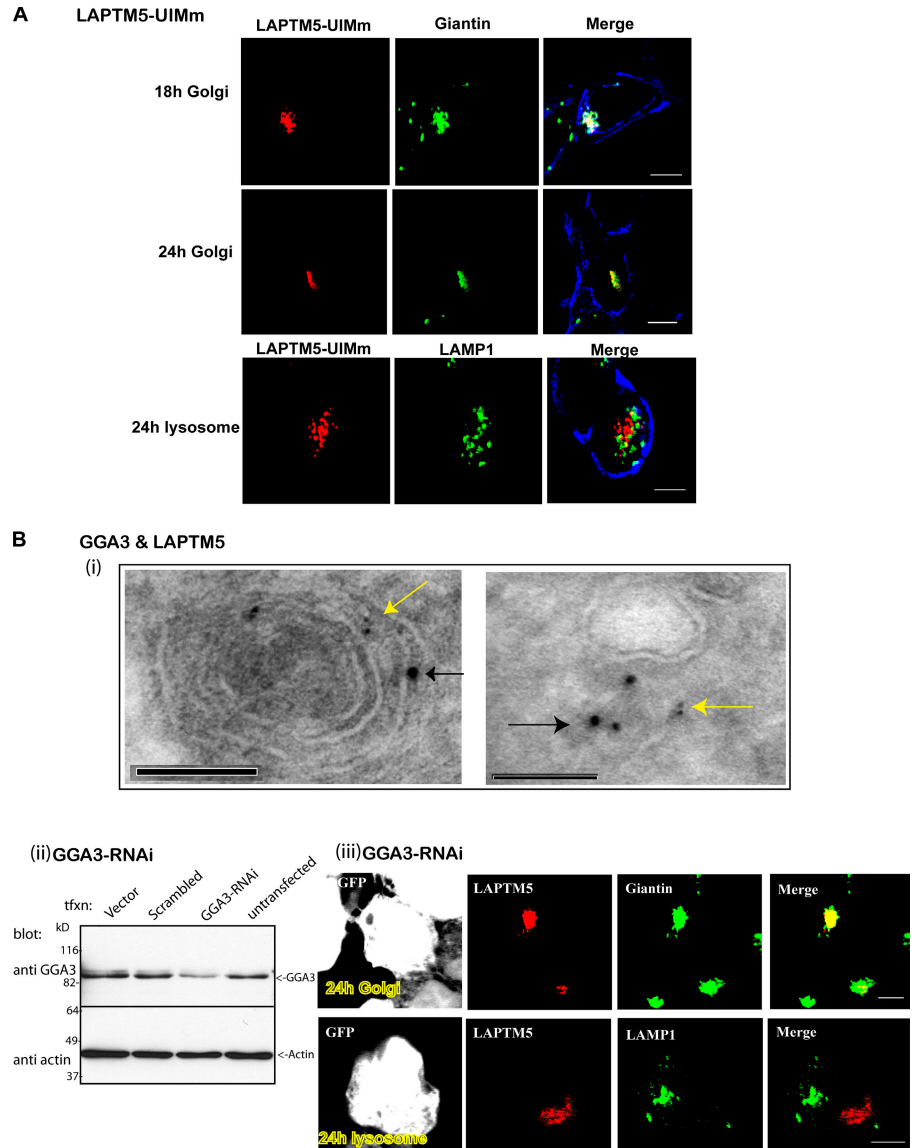 A
LAPTM5-UIMm
LAPTM5-UIMm Giantin Merge
18h Golgi
24h Golgi
LAPTM5-UIMm LAMP1 Merge
24h lysosome
B
GGA3 & LAPTM5
(i)
(ii)GGA3-RNAi
tfxn: Vector Scrambled GGA3-RNAi untransfected
blot: kD
116-
anti GGA3
82-
<-GGA3
64-
49-
anti actin
<-Actin
37-
(iii)GGA3-RNAi
GFP LAPTM5 Giantin Merge
24h Golgi
GFP LAPTM5 LAMP1 Merge
24h lysosome